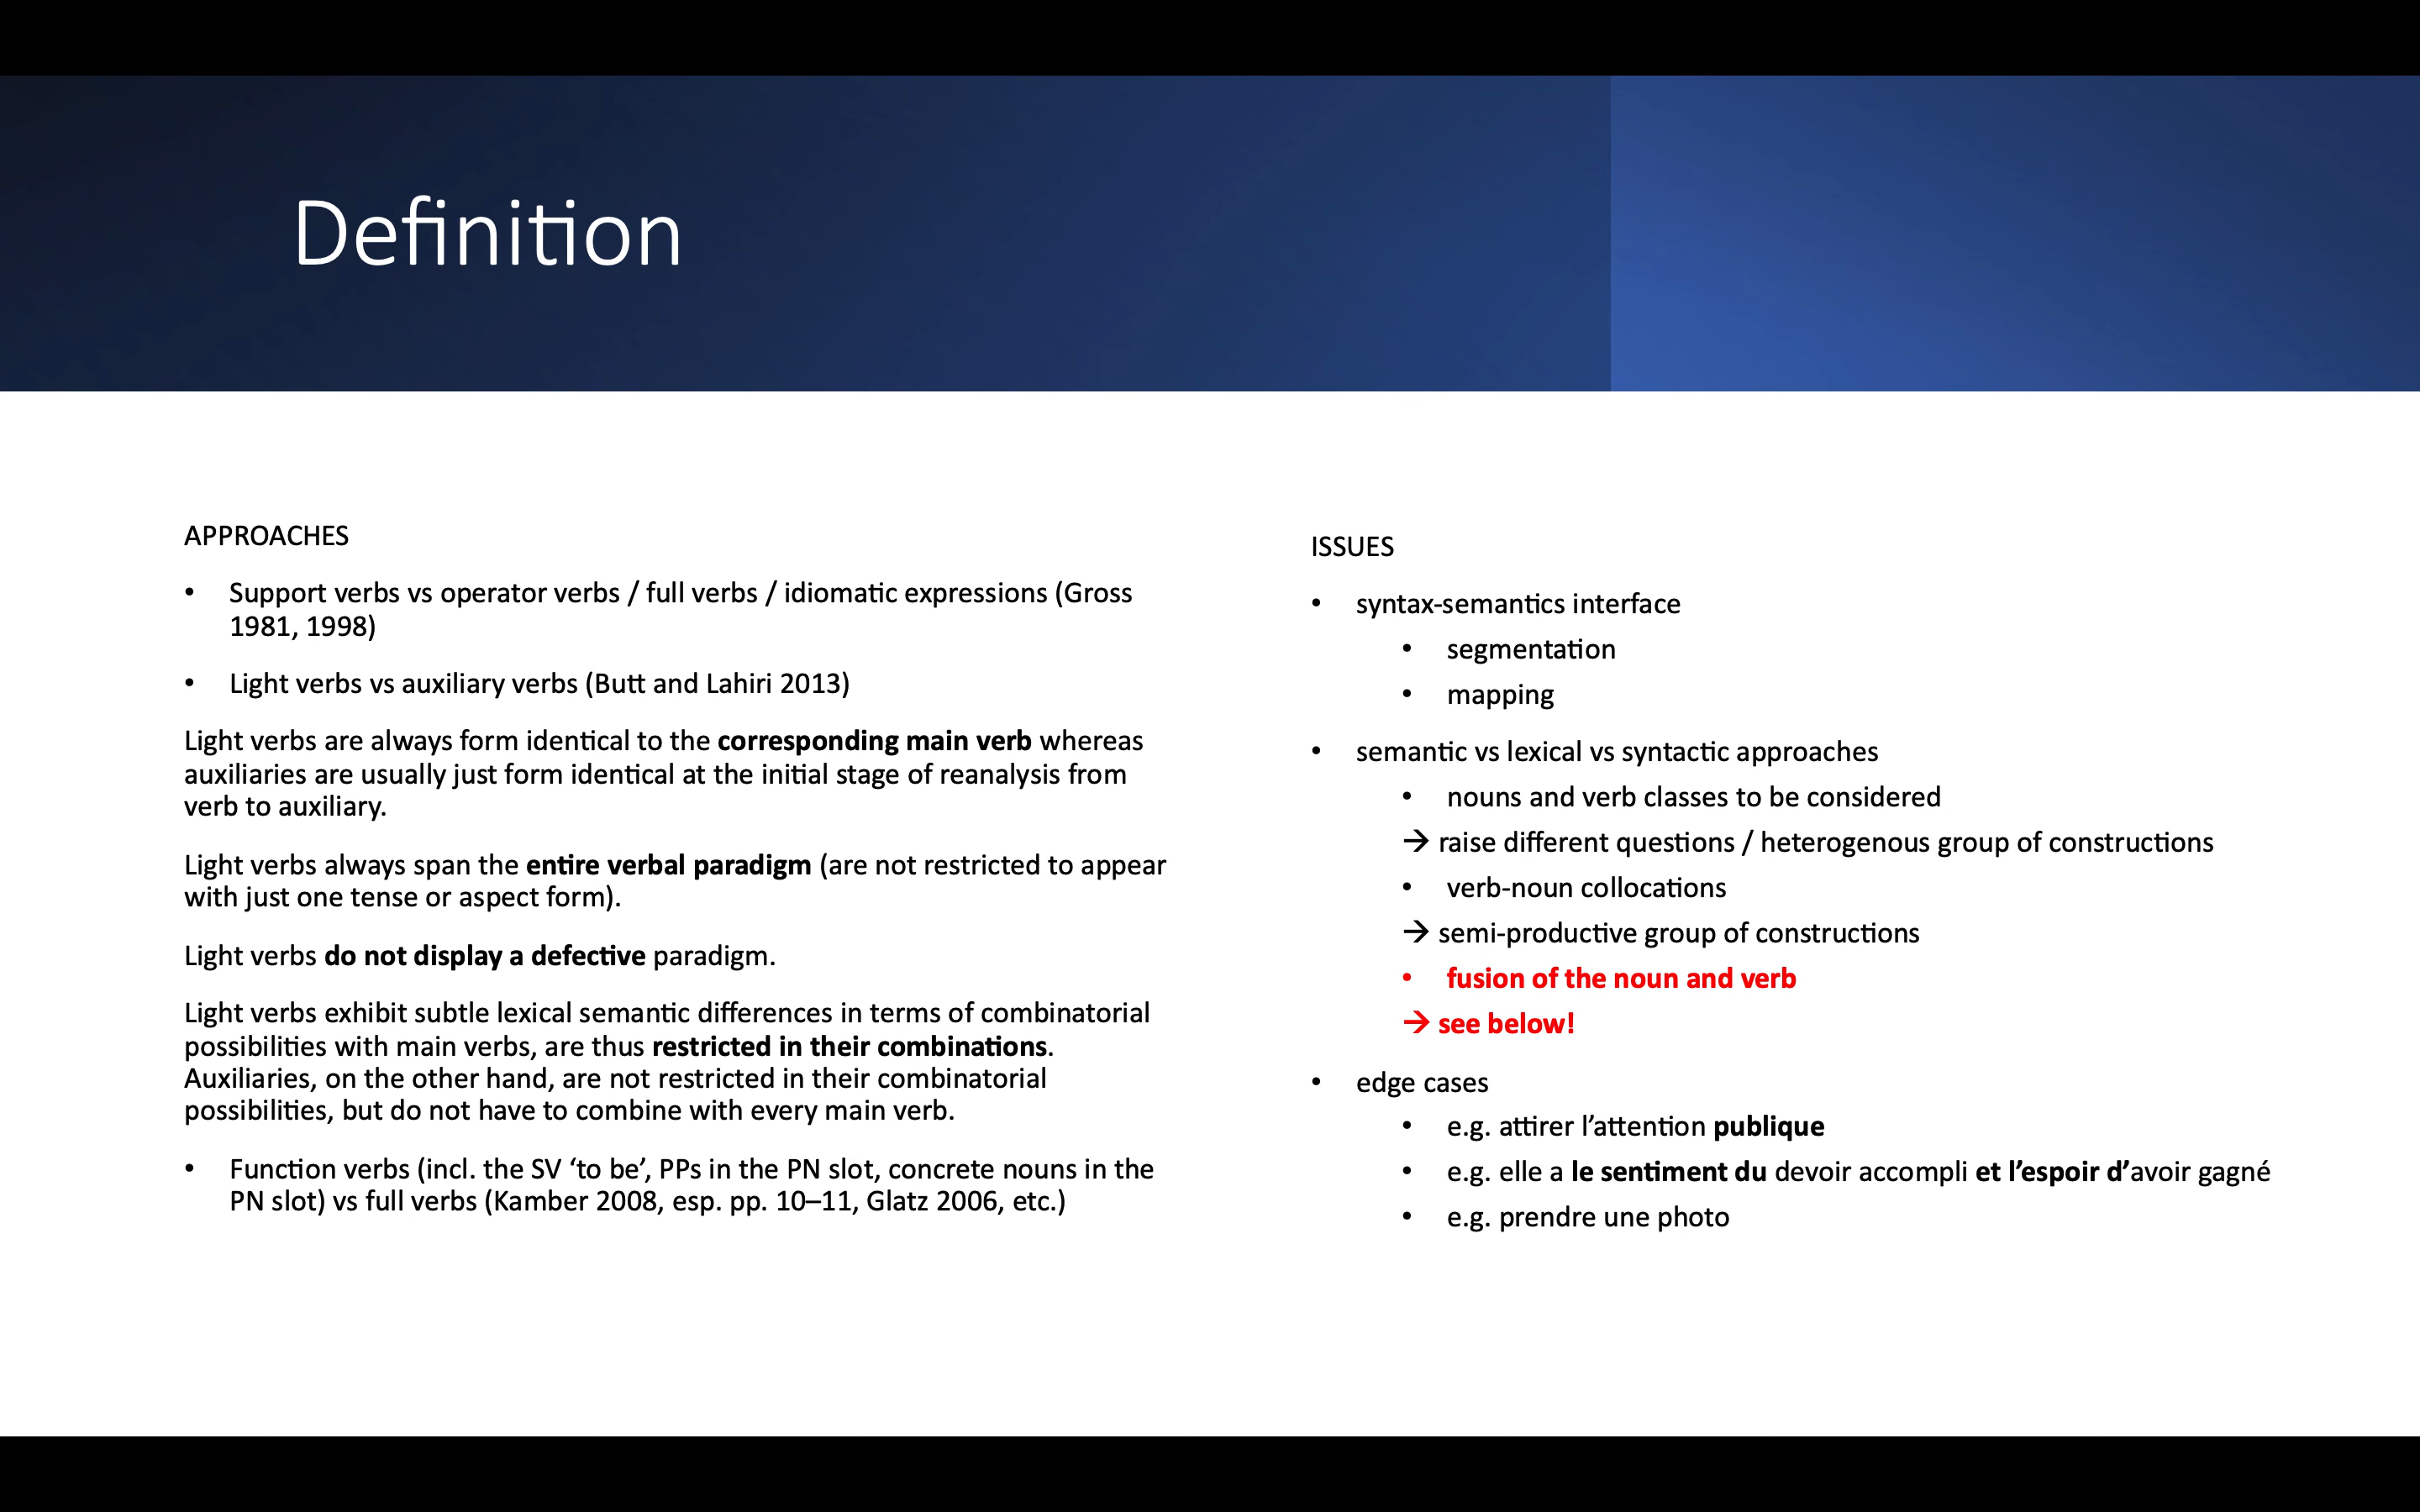 Definition
APPROACHES
• Support verbs vs operator verbs / full verbs / idiomatic expressions (Gross
1981, 1998)
• Light verbs vs auxiliary verbs (Butt and Lahiri 2013)
Light verbs are always form identical to the corresponding main verb whereas
auxiliaries are usually just form identical at the initial stage of reanalysis from
verb to auxiliary.
Light verbs always span the entire verbal paradigm (are not restricted to appear
with just one tense or aspect form).
Light verbs do not display a defective paradigm.
Light verbs exhibit subtle lexical semantic differences in terms of combinatorial
possibilities with main verbs, are thus restricted in their combinations.
Auxiliaries, on the other hand, are not restricted in their combinatorial
possibilities, but do not have to combine with every main verb.
• Function verbs (incl. the SV ‘to be’, PPs in the PN slot, concrete nouns in the
PN slot) vs full verbs (Kamber 2008, esp. pp. 10–11, Glatz 2006, etc.)
ISSUES
• syntax-semantics interface
• segmentation
• mapping
• semantic vs lexical vs syntactic approaches
• nouns and verb classes to be considered
→ raise different questions / heterogenous group of constructions
• verb-noun collocations
→ semi-productive group of constructions
• fusion of the noun and verb
→ see below!
• edge cases
• e.g. attirer l’attention publique
• e.g. elle a le sentiment du devoir accompli et l’espoir d’avoir gagné
• e.g. prendre une photo